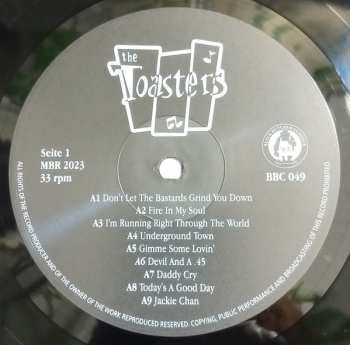 the
Toasters
Seite 1
MBR 2023
33 rpm
BBC 049
A1 Don't Let The Bastards Grind You Down
A2 Fire In My Soul
A3 I'm Running Right Through The World
A4 Underground Town
A5 Gimme Some Lovin'
A6 Devil And A .45
A7 Daddy Cry
A8 Today's A Good Day
A9 Jackie Chan
ALL RIGHTS OF THE RECORD PRODUCER AND OF THE OWNER OF THE WORK REPRODUCED RESERVED. COPYING, PUBLIC PERFORMANCE AND BROADCASTING OF THIS RECORD PROHIBITED.